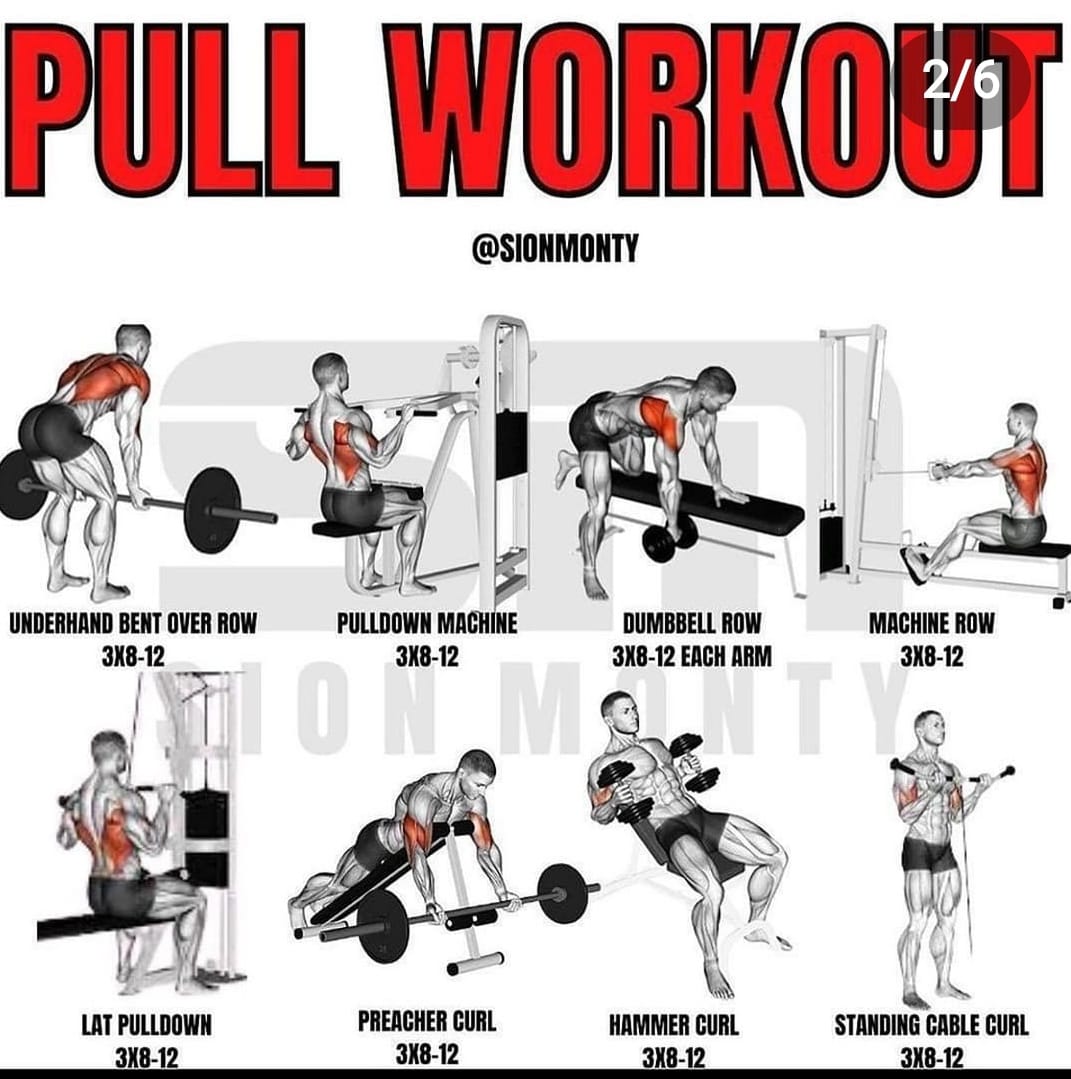 PULL WORKOUT
2/6
@SIONMONTY
SM
UNDERHAND BENT OVER ROW
3X8-12
PULLDOWN MACHINE
3X8-12
DUMBBELL ROW
3X8-12 EACH ARM
MACHINE ROW
3X8-12
SION MONTY
LAT PULLDOWN
3X8-12
PREACHER CURL
3X8-12
HAMMER CURL
3X8-12
STANDING CABLE CURL
3X8-12